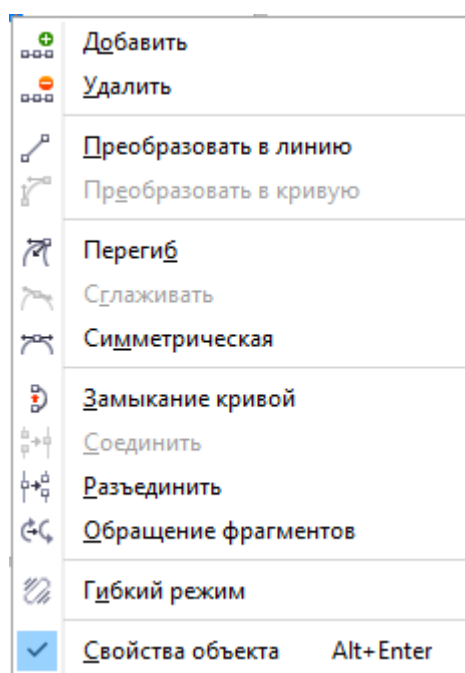 Добавить
Удалить
Преобразовать в линию
Преобразовать в кривую
Перегиб
Сглаживать
Симметрическая
Замыкание кривой
Соединить
Разъединить
Обращение фрагментов
Гибкий режим
Свойства объекта Alt+Enter